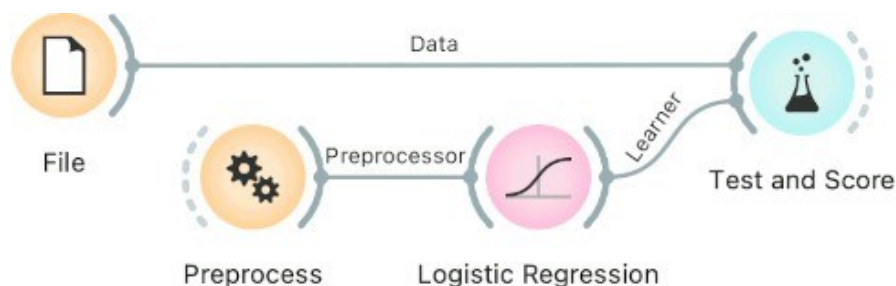 Data
File
Preprocessor
Learner
Test and Score
Preprocess
Logistic Regression